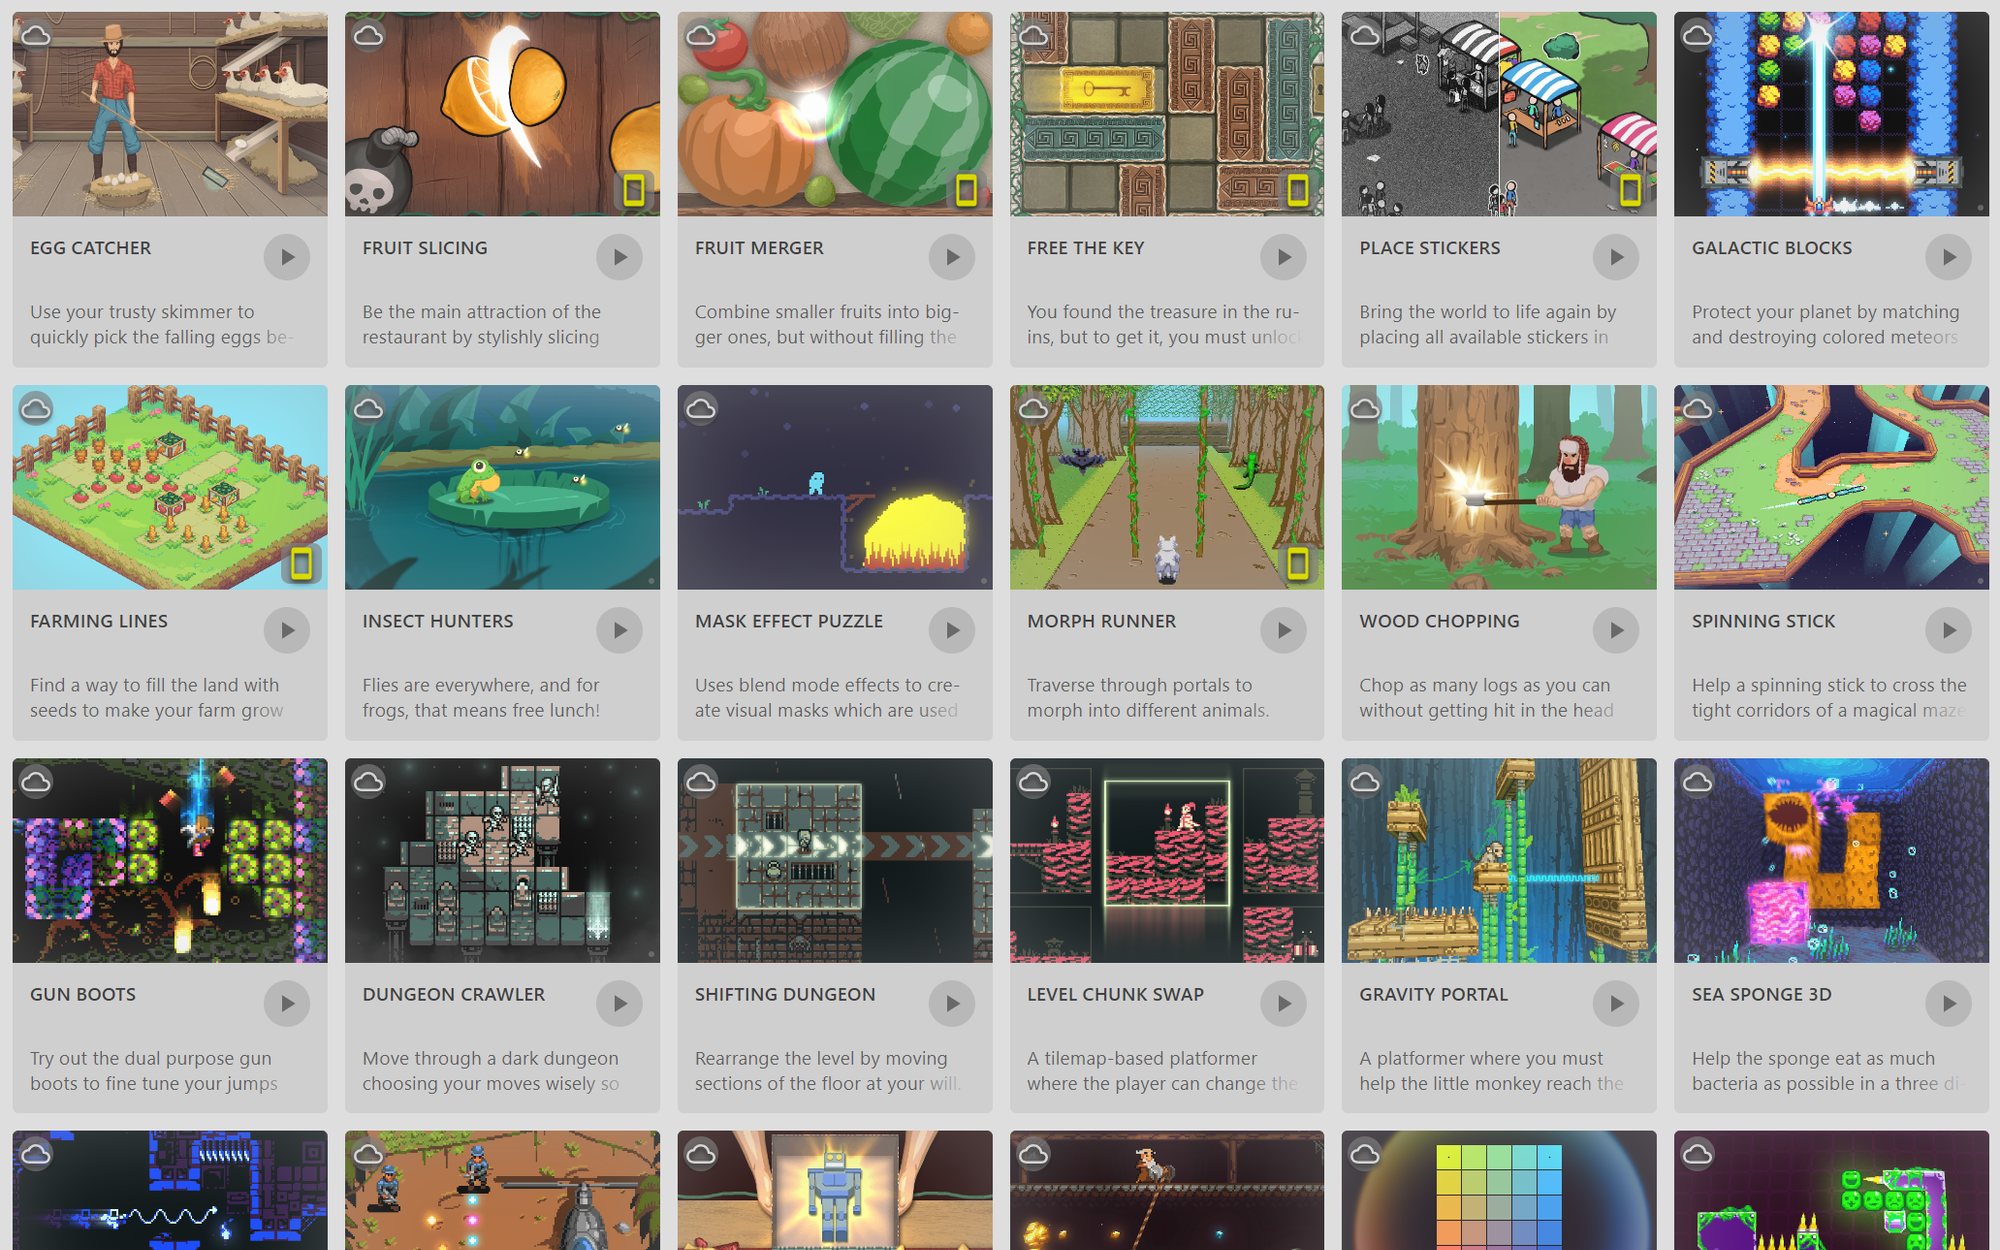 EGG CATCHER
Use your trusty skimmer to
quickly pick the falling eggs be-
FRUIT SLICING
Be the main attraction of the
restaurant by stylishly slicing
FRUIT MERGER
Combine smaller fruits into big-
ger ones, but without filling the
FREE THE KEY
You found the treasure in the ru-
ins, but to get it, you must unloc
PLACE STICKERS
Bring the world to life again by
placing all available stickers in
GALACTIC BLOCKS
Protect your planet by matching
and destroying colored meteors
FARMING LINES
Find a way to fill the land with
seeds to make your farm grow
INSECT HUNTERS
Flies are everywhere, and for
frogs, that means free lunch!
MASK EFFECT PUZZLE
Uses blend mode effects to cre-
ate visual masks which are used
MORPH RUNNER
Traverse through portals to
morph into different animals.
WOOD CHOPPING
Chop as many logs as you can
without getting hit in the head
SPINNING STICK
Help a spinning stick to cross the
tight corridors of a magical maze
GUN BOOTS
Try out the dual purpose gun
boots to fine tune your jumps
DUNGEON CRAWLER
Move through a dark dungeon
choosing your moves wisely so
SHIFTING DUNGEON
Rearrange the level by moving
sections of the floor at your will.
LEVEL CHUNK SWAP
A tilemap-based platformer
where the player can change the
GRAVITY PORTAL
A platformer where you must
help the little monkey reach the
SEA SPONGE 3D
Help the sponge eat as much
bacteria as possible in a three di-